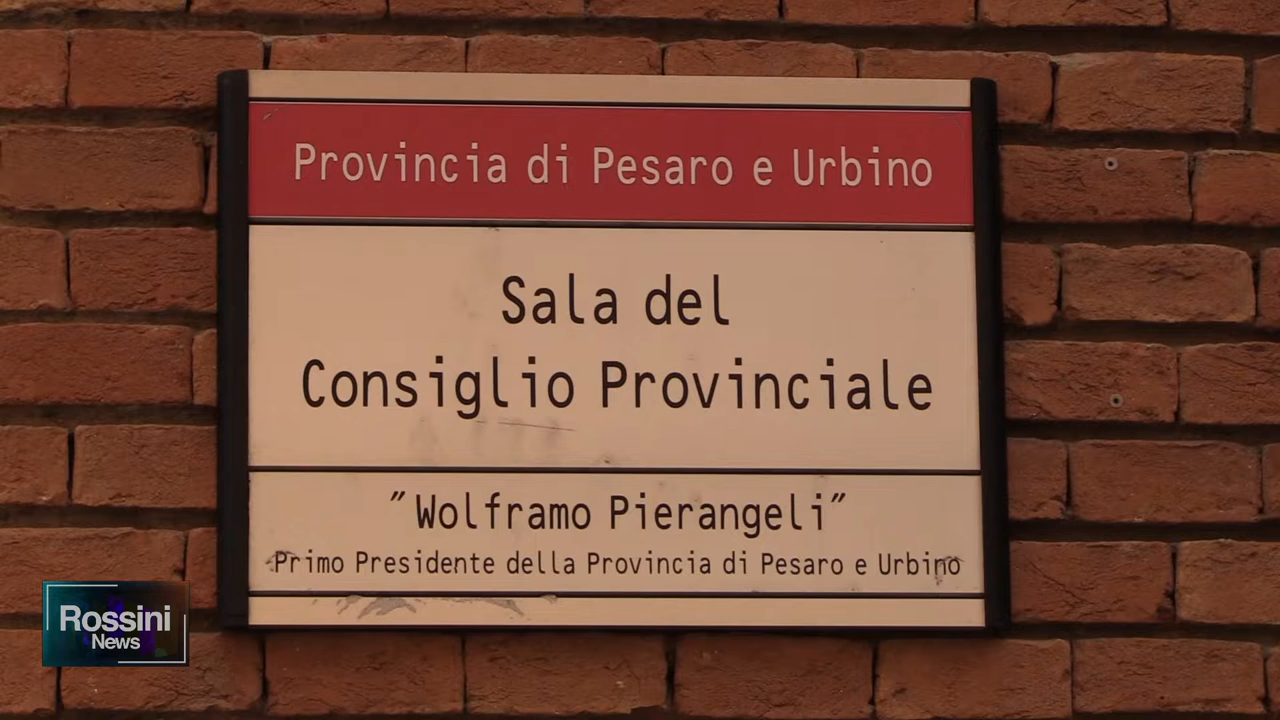 Provincia di Pesaro e Urbino
Sala del
Consiglio Provinciale
"Wolframo Pierangeli"
Primo Presidente della Provincia di Pesaro e Urbino
Rossini
News